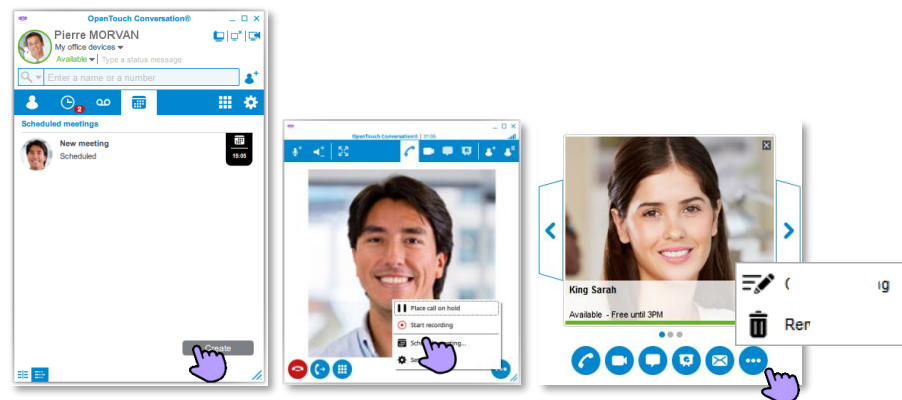 OpenTouch Conversation®
Pierre MORVAN
My office devices
Available Type a status message
Enter a name or a number
2
Scheduled meetings
New meeting
Scheduled
15:05
Create
OpenTouch Conversation® | 01:05
Place call on hold
Start recording
King Sarah
Available - Free until 3PM